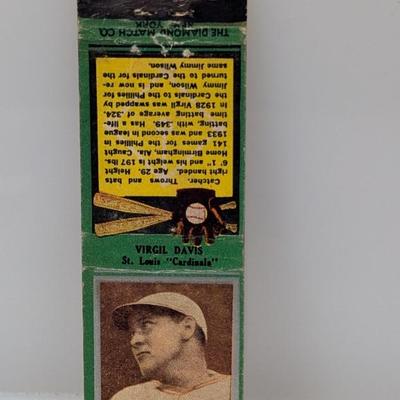 VIRGIL DAVIS
St. Louis "Cardinals"
Catcher. Throws and bats
right handed. Age 29. Height,
6' 1" and his weight is 197 lbs.
Home Birmingham, Ala. Caught
141 games for the Phillies in
1933 and was second in league
batting, with .349. Has a life-
time batting average of .324.
In 1928 Virgil was swapped by
the Cardinals to the Phillies for
Jimmy Wilson, and is now re-
turned to the Cardinals for the
same Jimmy Wilson.
THE DIAMOND MATCH CO.
NEW YORK